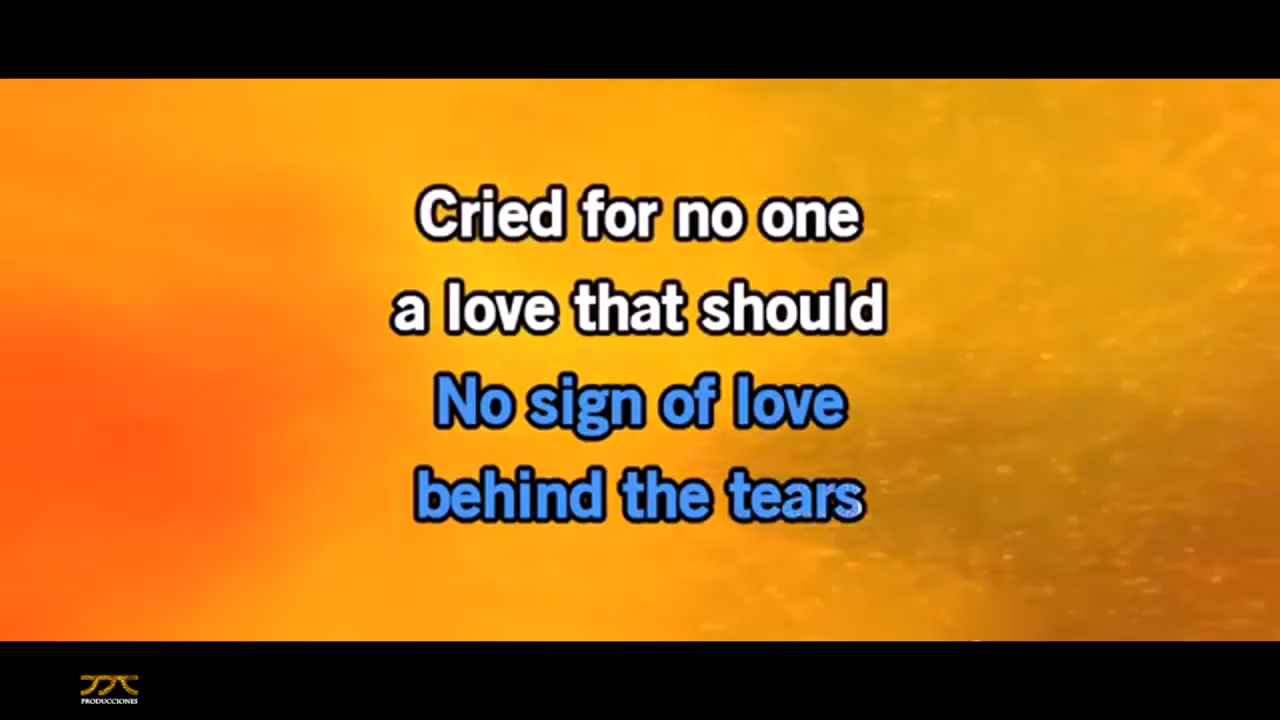 Cried for no one
a love that should
No sign of love
behind the tears
PRODUCCIONES